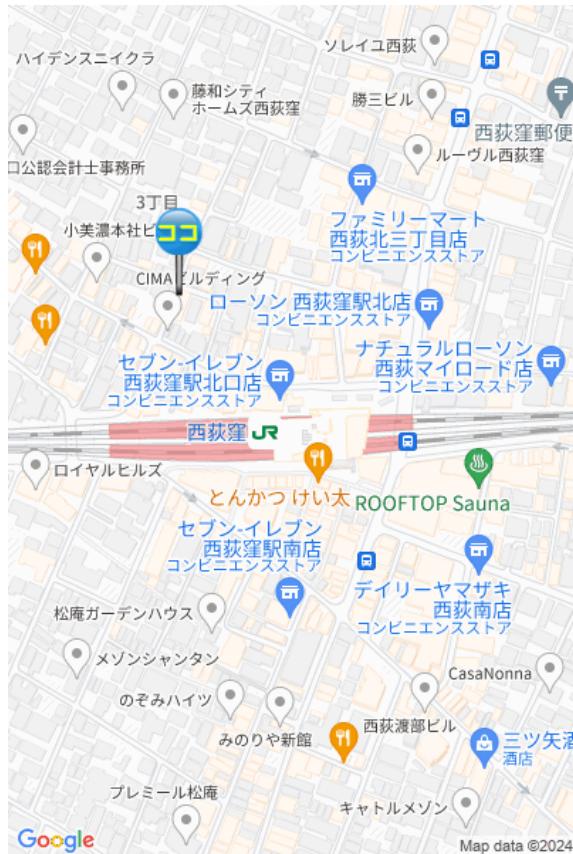 ソレイユ西荻
ハイデンスニイクラ
藤和シティ
ホームズ西荻窪
勝三ビル
西荻窪郵便
口公認会計士事務所
ルーヴル西荻窪
3丁目
ファミリーマート
西荻北三丁目店
コンビニエンスストア
小美濃本社ビ
ココ
CIMAビルディング
ローソン 西荻窪駅北店
コンビニエンスストア
ナチュラルローソン
西荻マイロード店
コンビニエンスストア
セブン-イレブン
西荻窪駅北口店
コンビニエンスストア
西荻窪 JR
ロイヤルヒルズ
とんかつ けい太
ROOFTOP Sauna
セブン-イレブン
西荻窪駅南店
コンビニエンスストア
デイリーヤマザキ
西荻南店
コンビニエンスストア
松庵ガーデンハウス
メゾンシャンタン
CasaNonna
のぞみハイツ
みのりや新館
西荻渡部ビル
三ツ矢酒
酒店
プレミール松庵
キャトルメゾン
Google
Map data ©2024